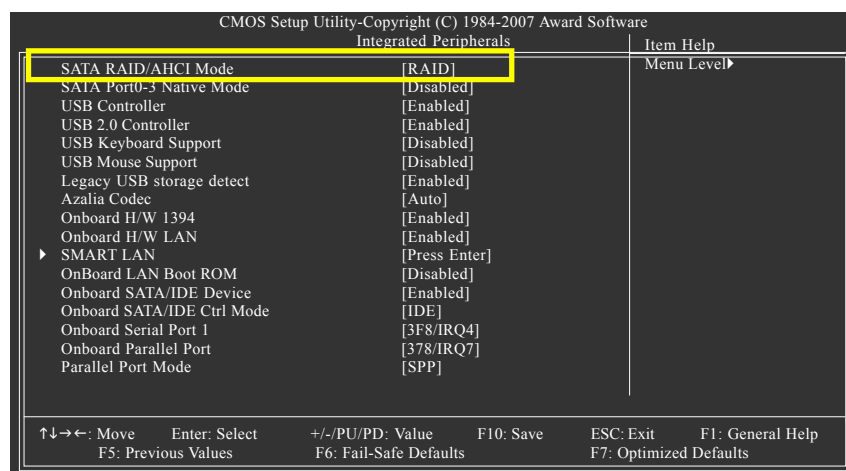 CMOS Setup Utility-Copyright (C) 1984-2007 Award Software
Integrated Peripherals
Item Help
SATA RAID/AHCI Mode [RAID] Menu Level▶
SATA Port0-3 Native Mode [Disabled]
USB Controller [Enabled]
USB 2.0 Controller [Enabled]
USB Keyboard Support [Disabled]
USB Mouse Support [Disabled]
Legacy USB storage detect [Enabled]
Azalia Codec [Auto]
Onboard H/W 1394 [Enabled]
Onboard H/W LAN [Enabled]
▶ SMART LAN [Press Enter]
OnBoard LAN Boot ROM [Disabled]
Onboard SATA/IDE Device [Enabled]
Onboard SATA/IDE Ctrl Mode [IDE]
Onboard Serial Port 1 [3F8/IRQ4]
Onboard Parallel Port [378/IRQ7]
Parallel Port Mode [SPP]
↑↓→←: Move Enter: Select +/-/PU/PD: Value F10: Save ESC: Exit F1: General Help
F5: Previous Values F6: Fail-Safe Defaults F7: Optimized Defaults